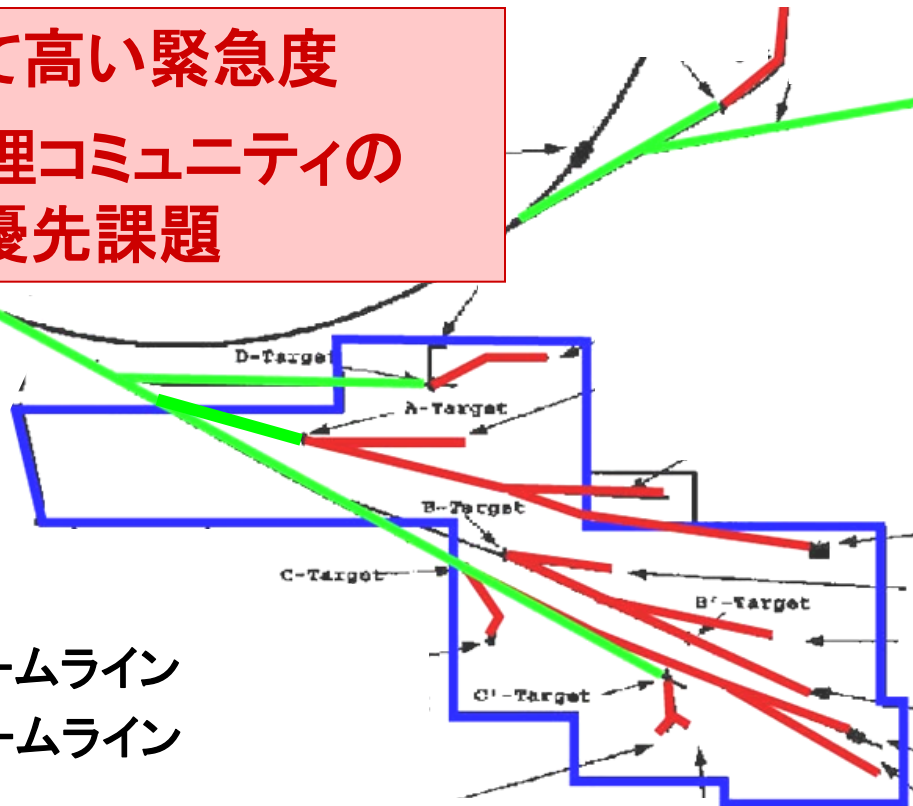 て高い緊急度
理コミュニティの
優先課題
D-Target
A-Target
B-Target
C-Target
B'-Target
C'-Target
ームライン
ームライン